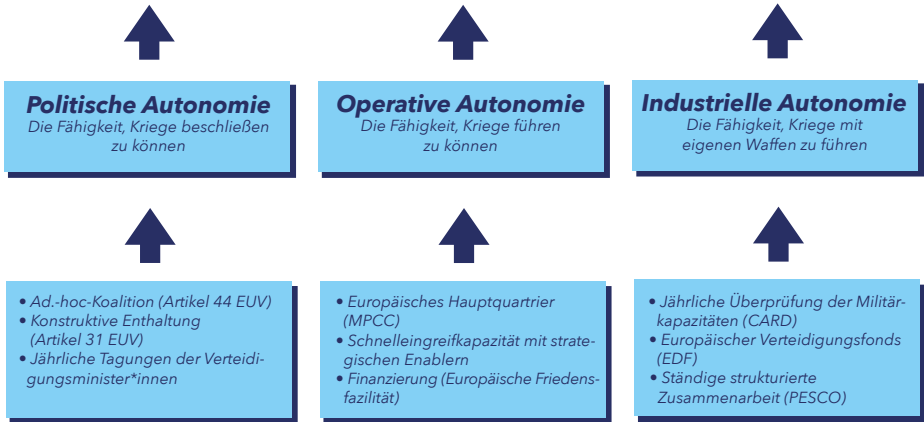 Politische Autonomie
Die Fähigkeit, Kriege beschließen
zu können
Operative Autonomie
Die Fähigkeit, Kriege führen
zu können
Industrielle Autonomie
Die Fähigkeit, Kriege mit
eigenen Waffen zu führen
• Ad.-hoc-Koalition (Artikel 44 EUV)
• Konstruktive Enthaltung
(Artikel 31 EUV)
• Jährliche Tagungen der Verteidi-
gungsminister*innen
• Europäisches Hauptquartier
(MPCC)
• Schnelleingreifkapazität mit strate-
gischen Enablern
• Finanzierung (Europäische Friedens-
fazilität)
• Jährliche Überprüfung der Militär-
kapazitäten (CARD)
• Europäischer Verteidigungsfonds
(EDF)
• Ständige strukturierte
Zusammenarbeit (PESCO)